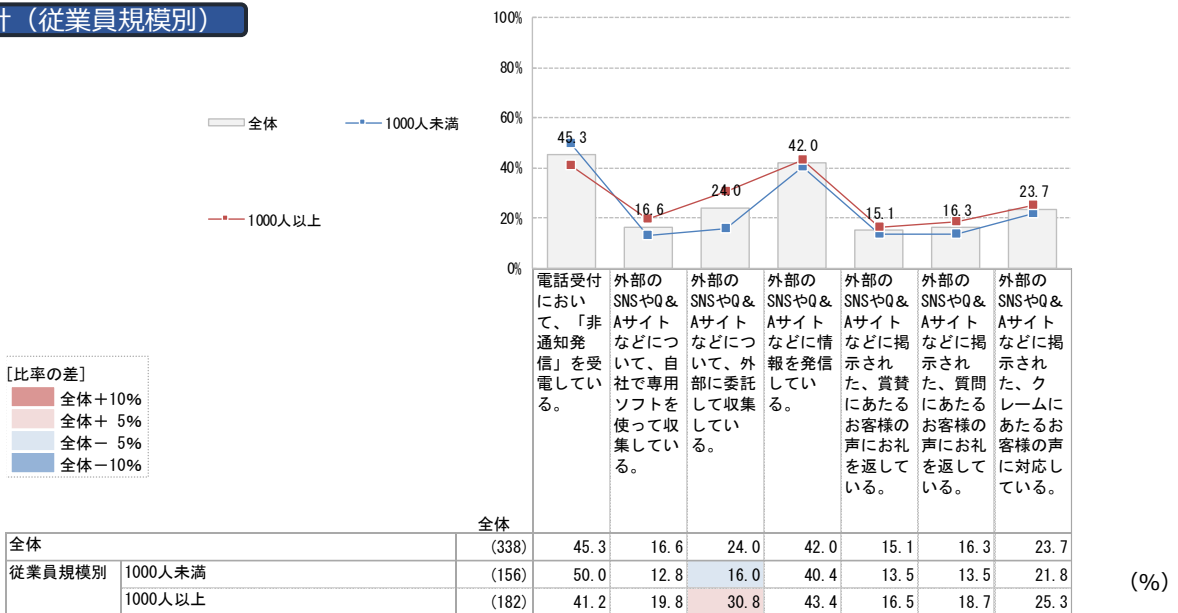 計（従業員規模別）
100%
80%
60%
40%
20%
0%
全体
1000人未満
1000人以上
45.3
16.6
24.0
42.0
15.1
16.3
23.7
電話受付
におい
て、「非
通知発
信」を受
電してい
る。
外部の
SNSやQ&
Aサイト
などにつ
いて、自
社で専用
ソフトを
使って収
集してい
る。
外部の
SNSやQ&
Aサイト
などにつ
いて、外
部に委託
して収集
してい
る。
外部の
SNSやQ&
Aサイト
などに情
報を発信
してい
る。
外部の
SNSやQ&
Aサイト
などに掲
示され
た、賞賛
にあたる
お客様の
声にお礼
を返して
いる。
外部の
SNSやQ&
Aサイト
などに掲
示され
た、質問
にあたる
お客様の
声にお礼
を返して
いる。
外部の
SNSやQ&
Aサイト
などに掲
示され
た、ク
レームに
あたるお
客様の声
に対応し
ている。
[比率の差]
全体＋10%
全体＋ 5%
全体－ 5%
全体－10%
全体
全体 (338) 45.3 16.6 24.0 42.0 15.1 16.3 23.7
従業員規模別 1000人未満 (156) 50.0 12.8 16.0 40.4 13.5 13.5 21.8
1000人以上 (182) 41.2 19.8 30.8 43.4 16.5 18.7 25.3
(%)